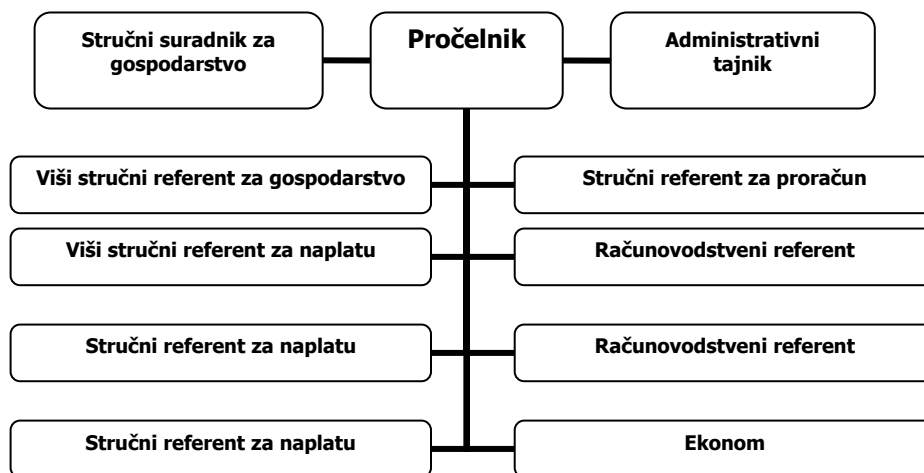 Stručni suradnik za
gospodarstvo
Pročelnik
Administrativni
tajnik
Viši stručni referent za gospodarstvo
Stručni referent za proračun
Viši stručni referent za naplatu
Računovodstveni referent
Stručni referent za naplatu
Računovodstveni referent
Stručni referent za naplatu
Ekonom